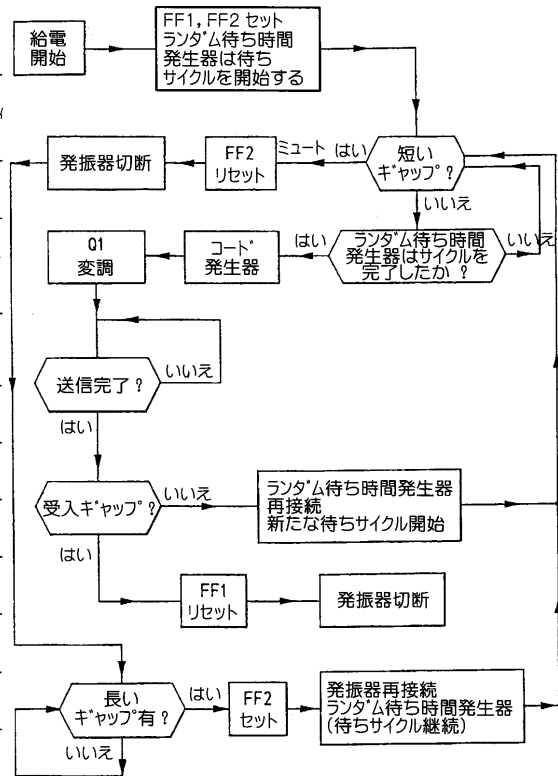 給電
開始
FF1, FF2 セット
ランダム待ち時間
発生器は待ち
サイクルを開始する
短い
ギャップ?
はい
ミュート
FF2
リセット
発振器切断
いいえ
ランダム待ち時間
発生器はサイクルを
完了したか?
いいえ
はい
コード
発生器
Q1
変調
送信完了?
いいえ
はい
受入ギャップ?
いいえ
ランダム待ち時間発生器
再接続
新たな待ちサイクル開始
はい
FF1
リセット
発振器切断
長い
ギャップ有?
はい
FF2
セット
発振器再接続
ランダム待ち時間発生器
(待ちサイクル継続)
いいえ